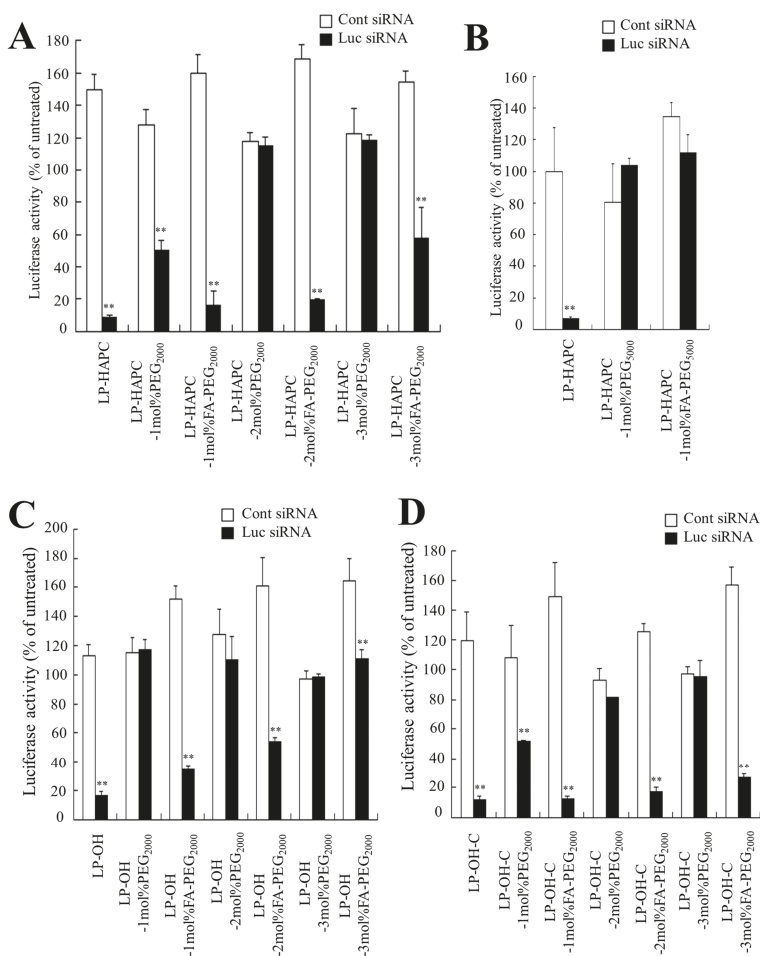 A
Cont siRNA
Luc siRNA
Luciferase activity (% of untreated)
180
160
140
120
100
80
60
40
20
0
**
**
**
**
**
LP-HAPC
LP-HAPC
-1mol%PEG2000
LP-HAPC
-1mol%FA-PEG2000
LP-HAPC
-2mol%PEG2000
LP-HAPC
-2mol%FA-PEG2000
LP-HAPC
-3mol%PEG2000
LP-HAPC
-3mol%FA-PEG2000
B
Cont siRNA
Luc siRNA
Luciferase activity (% of untreated)
160
140
120
100
80
60
40
20
0
**
LP-HAPC
LP-HAPC
-1mol%PEG5000
LP-HAPC
-1mol%FA-PEG5000
C
Cont siRNA
Luc siRNA
Luciferase activity (% of untreated)
200
180
160
140
120
100
80
60
40
20
0
**
**
**
**
LP-OH
LP-OH
-1mol%PEG2000
LP-OH
-1mol%FA-PEG2000
LP-OH
-2mol%PEG2000
LP-OH
-2mol%FA-PEG2000
LP-OH
-3mol%PEG2000
LP-OH
-3mol%FA-PEG2000
D
Cont siRNA
Luc siRNA
Luciferase activity (% of untreated)
180
160
140
120
100
80
60
40
20
0
**
**
**
**
**
LP-OH-C
LP-OH-C
-1mol%PEG2000
LP-OH-C
-1mol%FA-PEG2000
LP-OH-C
-2mol%PEG2000
LP-OH-C
-2mol%FA-PEG2000
LP-OH-C
-3mol%PEG2000
LP-OH-C
-3mol%FA-PEG2000